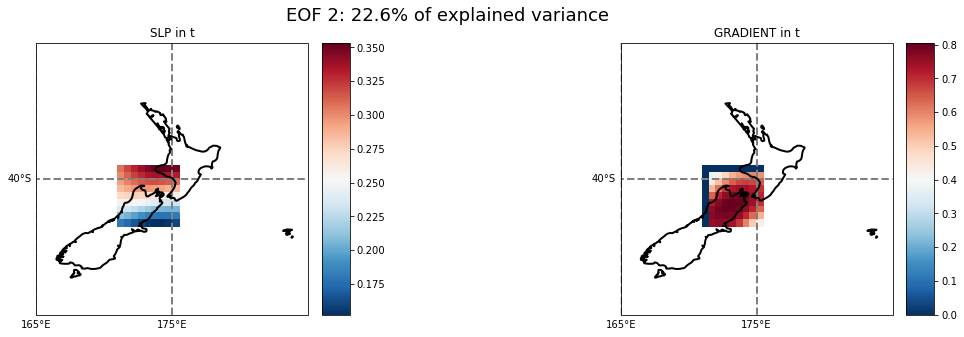 EOF 2: 22.6% of explained variance
SLP in t
GRADIENT in t
0.350
0.325
0.300
0.275
0.250
0.225
0.200
0.175
40°S
165°E
175°E
0.8
0.7
0.6
0.5
0.4
0.3
0.2
0.1
0.0
40°S
165°E
175°E